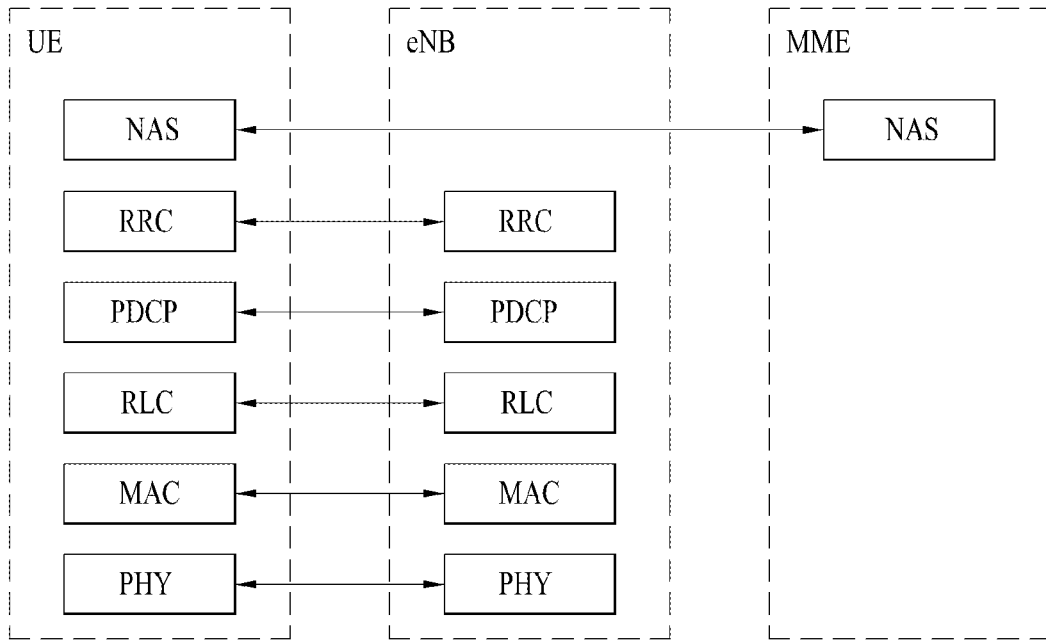 UE eNB MME
NAS NAS
RRC RRC
PDCP PDCP
RLC RLC
MAC MAC
PHY PHY